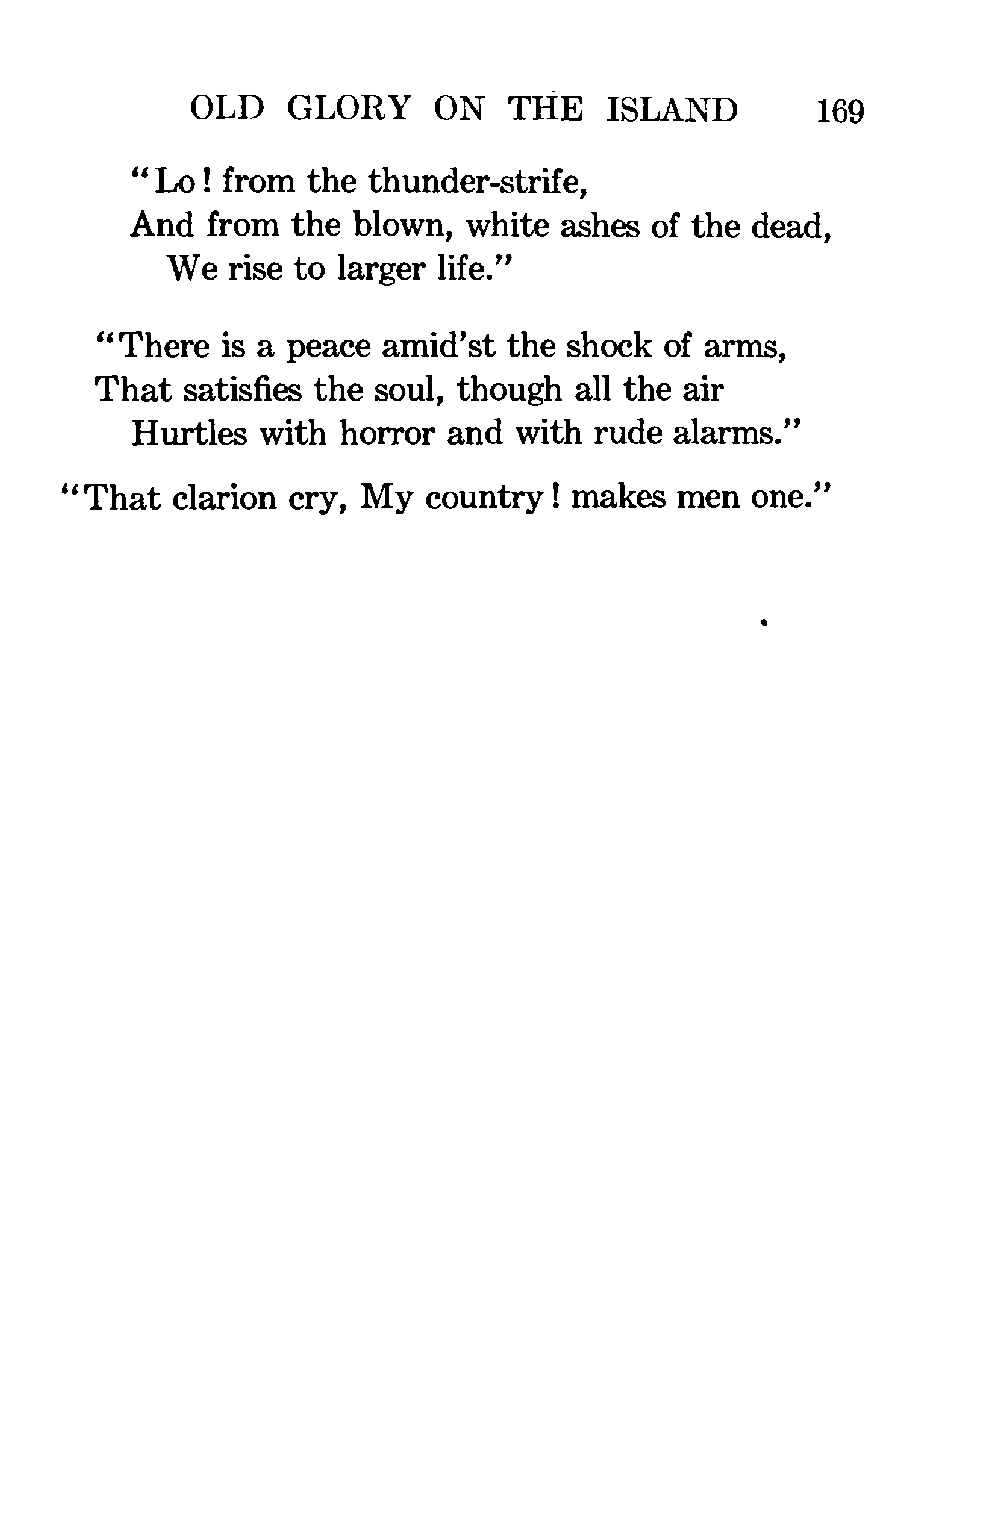 OLD GLORY ON THE ISLAND 169
“Lo! from the thunder-strife,
And from the blown, white ashes of the dead,
We rise to larger life.”
“There is a peace amid’st the shock of arms,
That satisfies the soul, though all the air
Hurtles with horror and with rude alarms.”
“That clarion cry, My country! makes men one.”